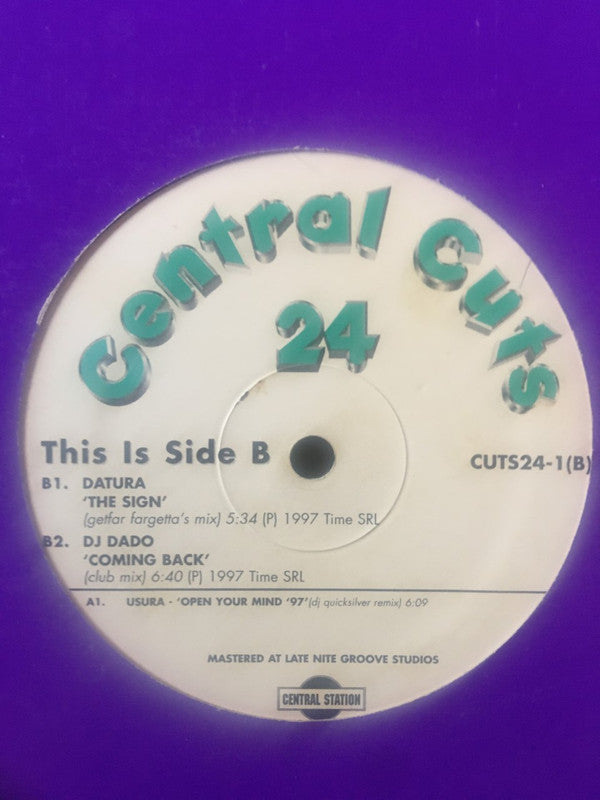 Central Cuts
24
This Is Side B
CUTS24-1(B)
B1. DATURA
'THE SIGN'
(getfar fargetta's mix) 5:34 (P) 1997 Time SRL
B2. DJ DADO
'COMING BACK'
(club mix) 6:40 (P) 1997 Time SRL
A1. USURA - 'OPEN YOUR MIND '97' (dj quicksilver remix) 6:09
MASTERED AT LATE NITE GROOVE STUDIOS
CENTRAL STATION